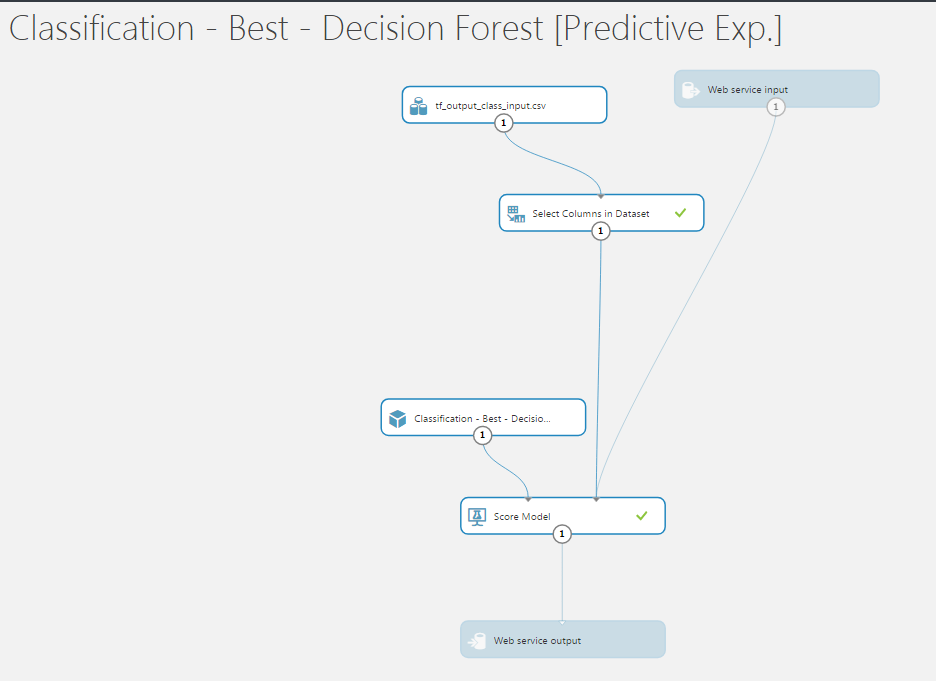 Classification - Best - Decision Forest [Predictive Exp.]
Web service input
1
tf_output_class_input.csv
1
Select Columns in Dataset
1
Classification - Best - Decisio...
1
Score Model
1
Web service output